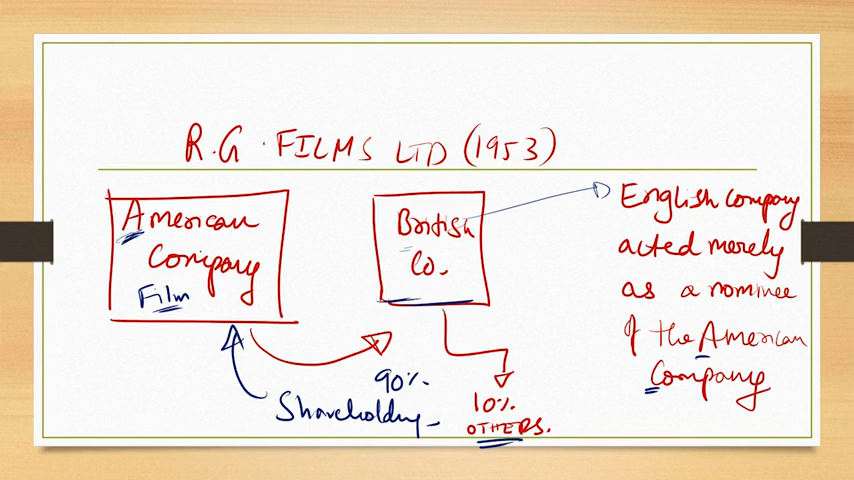 R.G. FILMS LTD (1953)
American
Company
Film
British
Co.
English company
acted merely
as a nominee
of the American
Company
90%
Shareholding
10%
OTHERS.